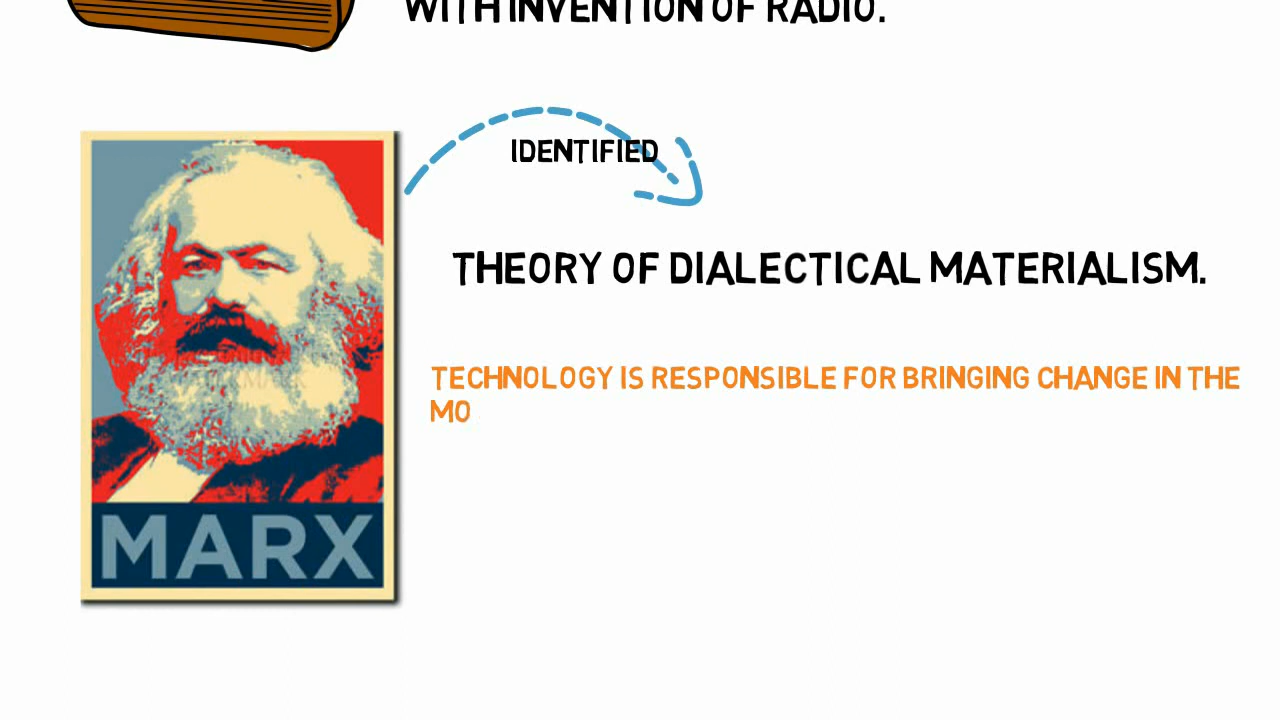 WITH INVENTION OF RADIO.
IDENTIFIED
THEORY OF DIALECTICAL MATERIALISM.
TECHNOLOGY IS RESPONSIBLE FOR BRINGING CHANGE IN THE
MO
MARX